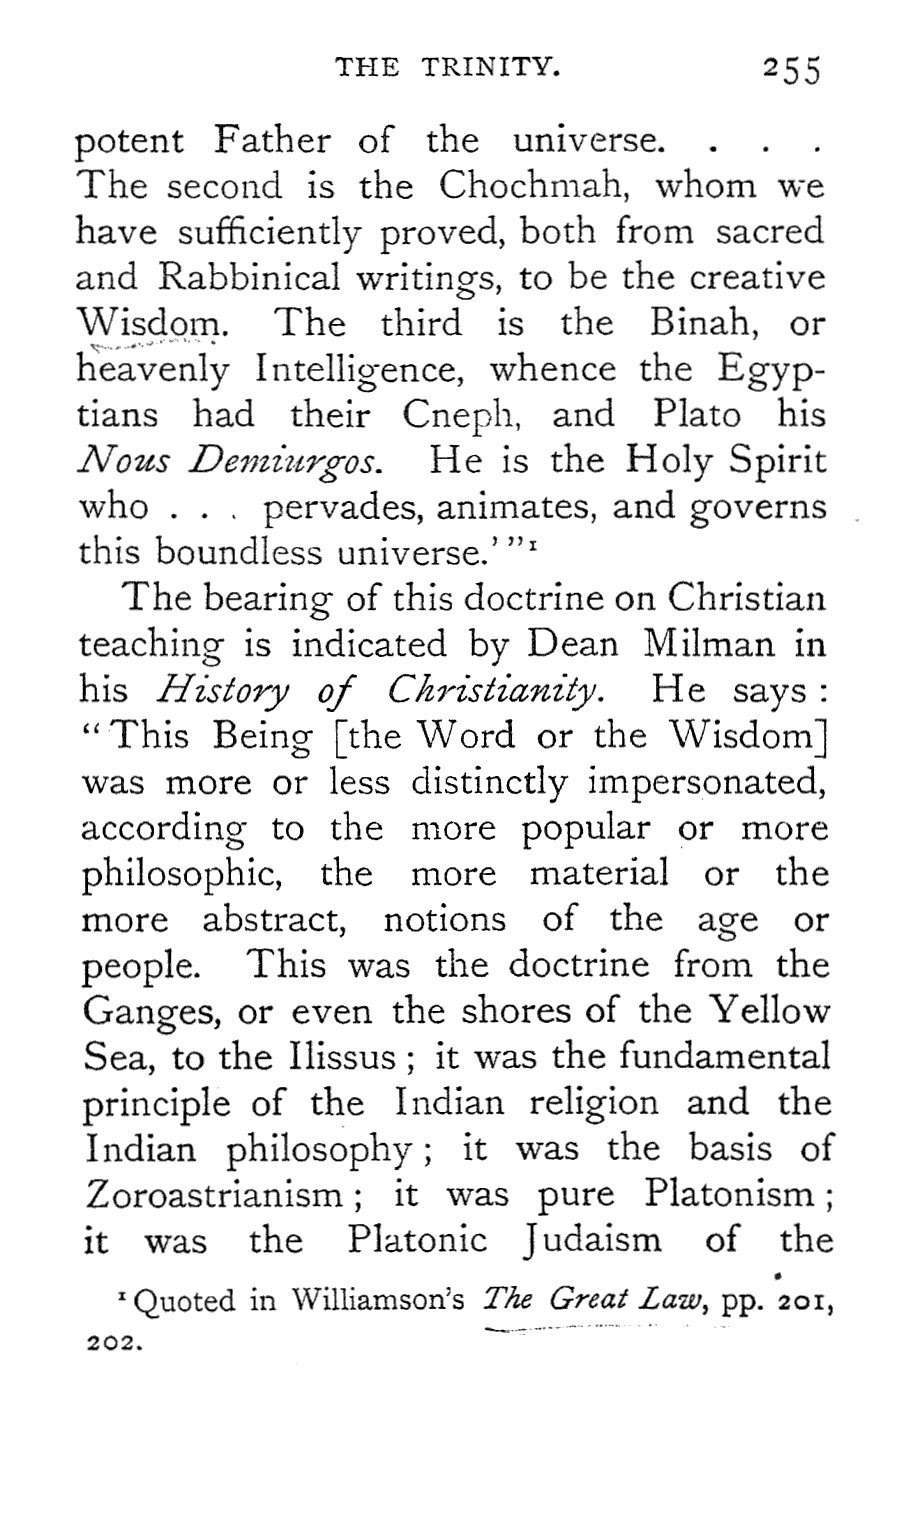 THE TRINITY. 255
potent Father of the universe. . . .
The second is the Chochmah, whom we
have sufficiently proved, both from sacred
and Rabbinical writings, to be the creative
Wisdom. The third is the Binah, or
heavenly Intelligence, whence the Egyp-
tians had their Cneph, and Plato his
Nous Demiurgos. He is the Holy Spirit
who . . . pervades, animates, and governs
this boundless universe.’”¹
The bearing of this doctrine on Christian
teaching is indicated by Dean Milman in
his History of Christianity. He says :
“This Being [the Word or the Wisdom]
was more or less distinctly impersonated,
according to the more popular or more
philosophic, the more material or the
more abstract, notions of the age or
people. This was the doctrine from the
Ganges, or even the shores of the Yellow
Sea, to the Ilissus ; it was the fundamental
principle of the Indian religion and the
Indian philosophy ; it was the basis of
Zoroastrianism ; it was pure Platonism ;
it was the Platonic Judaism of the
¹ Quoted in Williamson's The Great Law, pp. 201,
202.